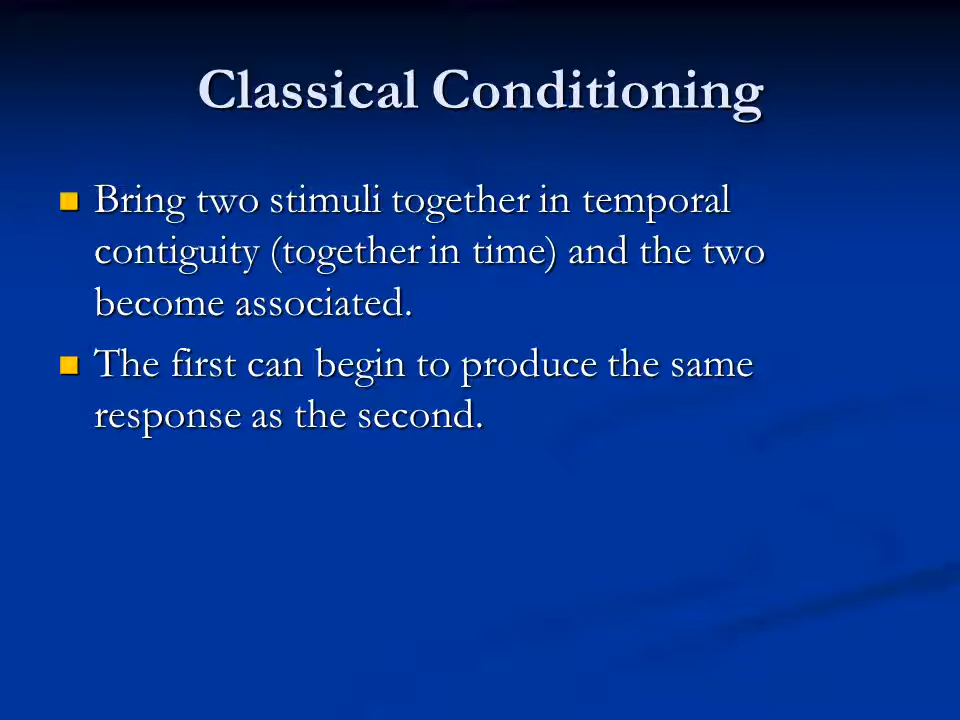 Classical Conditioning
Bring two stimuli together in temporal
contiguity (together in time) and the two
become associated.
The first can begin to produce the same
response as the second.